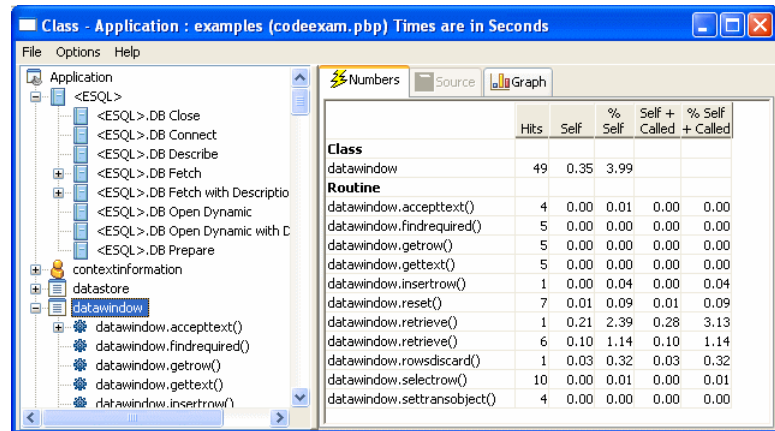 Class - Application : examples (codeexam.pbp) Times are in Seconds
File Options Help
Application
<ESQL>
<ESQL>.DB Close
<ESQL>.DB Connect
<ESQL>.DB Describe
<ESQL>.DB Fetch
<ESQL>.DB Fetch with Descriptio
<ESQL>.DB Open Dynamic
<ESQL>.DB Open Dynamic with D
<ESQL>.DB Prepare
contextinformation
datastore
datawindow
datawindow.accepttext()
datawindow.findrequired()
datawindow.getrow()
datawindow.gettext()
datawindow.insertrow()
Numbers Source Graph
Hits Self % Self Self + Called % Self + Called
Class
datawindow 49 0.35 3.99
Routine
datawindow.accepttext() 4 0.00 0.01 0.00 0.00
datawindow.findrequired() 5 0.00 0.00 0.00 0.00
datawindow.getrow() 5 0.00 0.00 0.00 0.00
datawindow.gettext() 5 0.00 0.00 0.00 0.00
datawindow.insertrow() 1 0.00 0.04 0.00 0.04
datawindow.reset() 7 0.01 0.09 0.01 0.09
datawindow.retrieve() 1 0.21 2.39 0.28 3.13
datawindow.retrieve() 6 0.10 1.14 0.10 1.14
datawindow.rowsdiscard() 1 0.03 0.32 0.03 0.32
datawindow.selectrow() 10 0.00 0.01 0.00 0.01
datawindow.settransobject() 4 0.00 0.00 0.00 0.00